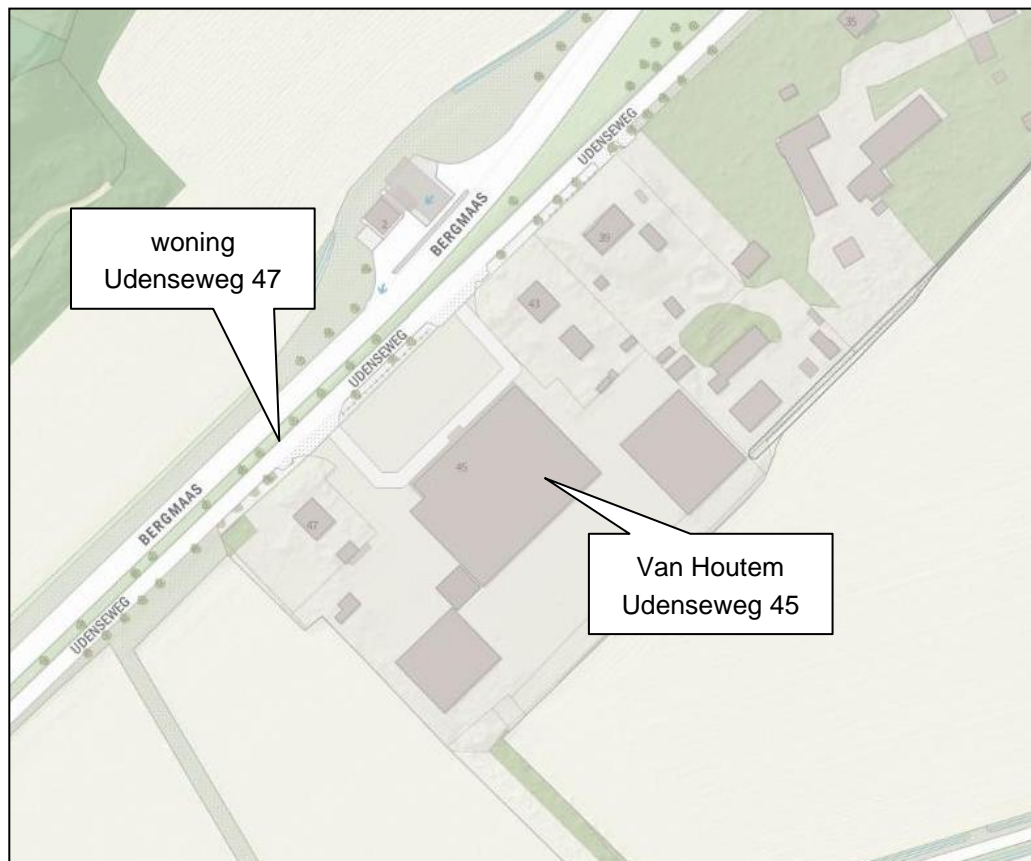 35
UDENSEWEG
BERGMAAS
2
woning
Udenseweg 47
39
43
UDENSEWEG
45
BERGMAAS
47
Van Houtem
Udenseweg 45
UDENSEWEG